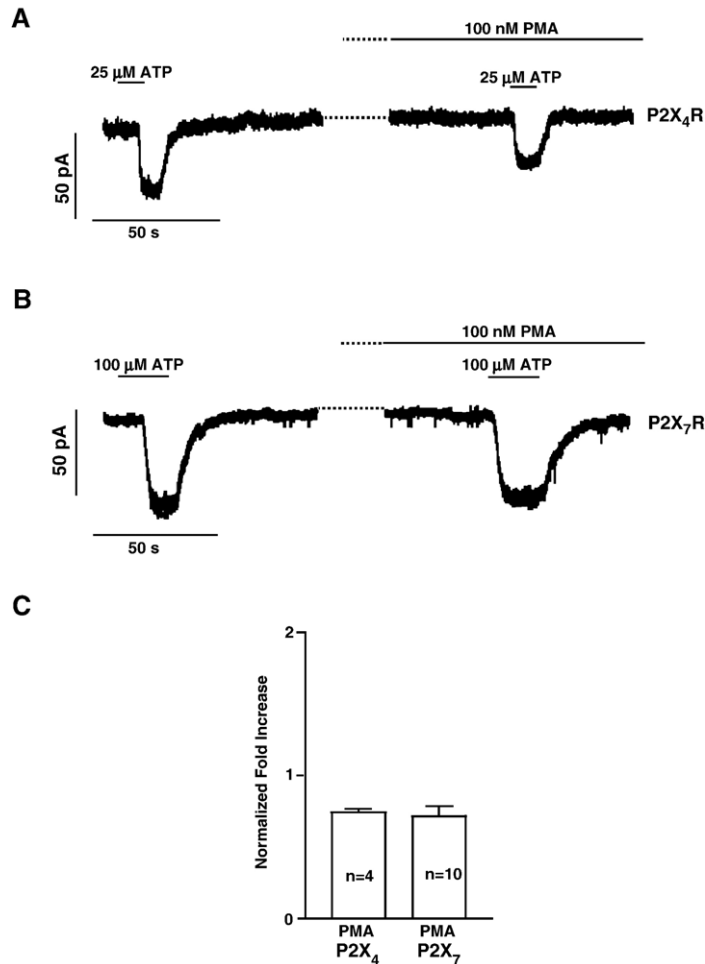 A
100 nM PMA
25 µM ATP
25 µM ATP
P2X₄R
50 pA
50 s
B
100 nM PMA
100 µM ATP
100 µM ATP
P2X₇R
50 pA
50 s
C
Normalized Fold Increase
2
1
0
n=4
n=10
PMA
P2X₄
PMA
P2X₇